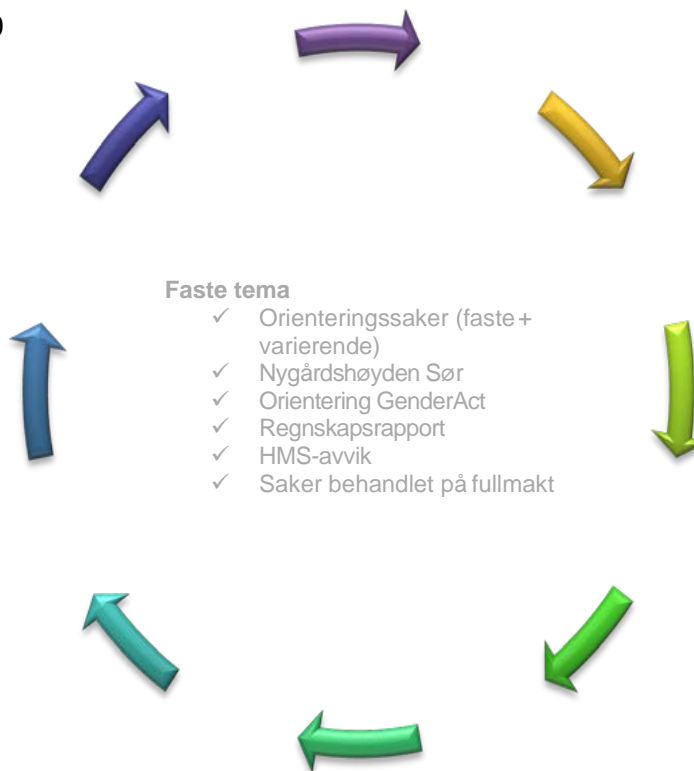 Faste tema
✓ Orienteringssaker (faste+
varierende)
✓ Nygårdshøyden Sør
✓ Orientering GenderAct
✓ Regnskapsrapport
✓ HMS-avvik
✓ Saker behandlet på fullmakt